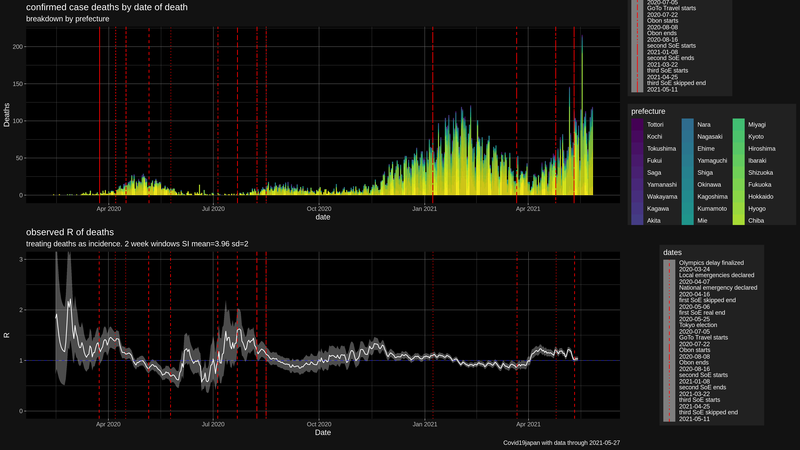 confirmed case deaths by date of death
breakdown by prefecture
200
150
100
50
0
Deaths
Apr 2020
Jul 2020
Oct 2020
Jan 2021
Apr 2021
date
2020-07-05
GoTo Travel starts
2020-07-22
Obon starts
2020-08-08
Obon ends
2020-08-16
second SoE starts
2021-01-08
second SoE ends
2021-03-22
third SoE starts
2021-04-25
third SoE skipped end
2021-05-11
prefecture
Tottori
Kochi
Tokushima
Fukui
Saga
Yamanashi
Wakayama
Kagawa
Akita
Nara
Nagasaki
Ehime
Yamaguchi
Shiga
Okinawa
Kagoshima
Kumamoto
Mie
Miyagi
Kyoto
Hiroshima
Ibaraki
Shizuoka
Fukuoka
Hokkaido
Hyogo
Chiba
observed R of deaths
treating deaths as incidence. 2 week windows SI mean=3.96 sd=2
3
2
1
0
R
Apr 2020
Jul 2020
Oct 2020
Jan 2021
Apr 2021
Date
dates
Olympics delay finalized
2020-03-24
Local emergencies declared
2020-04-07
National emergency declared
2020-04-16
first SoE skipped end
2020-05-06
first SoE real end
2020-05-25
Tokyo election
2020-07-05
GoTo Travel starts
2020-07-22
Obon starts
2020-08-08
Obon ends
2020-08-16
second SoE starts
2021-01-08
second SoE ends
2021-03-22
third SoE starts
2021-04-25
third SoE skipped end
2021-05-11
Covid19japan with data through 2021-05-27